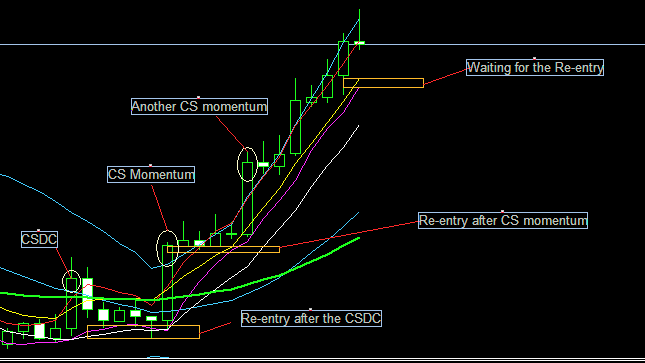 Waiting for the Re-entry
Another CS momentum
CS Momentum
Re-entry after CS momentum
CSDC
Re-entry after the CSDC